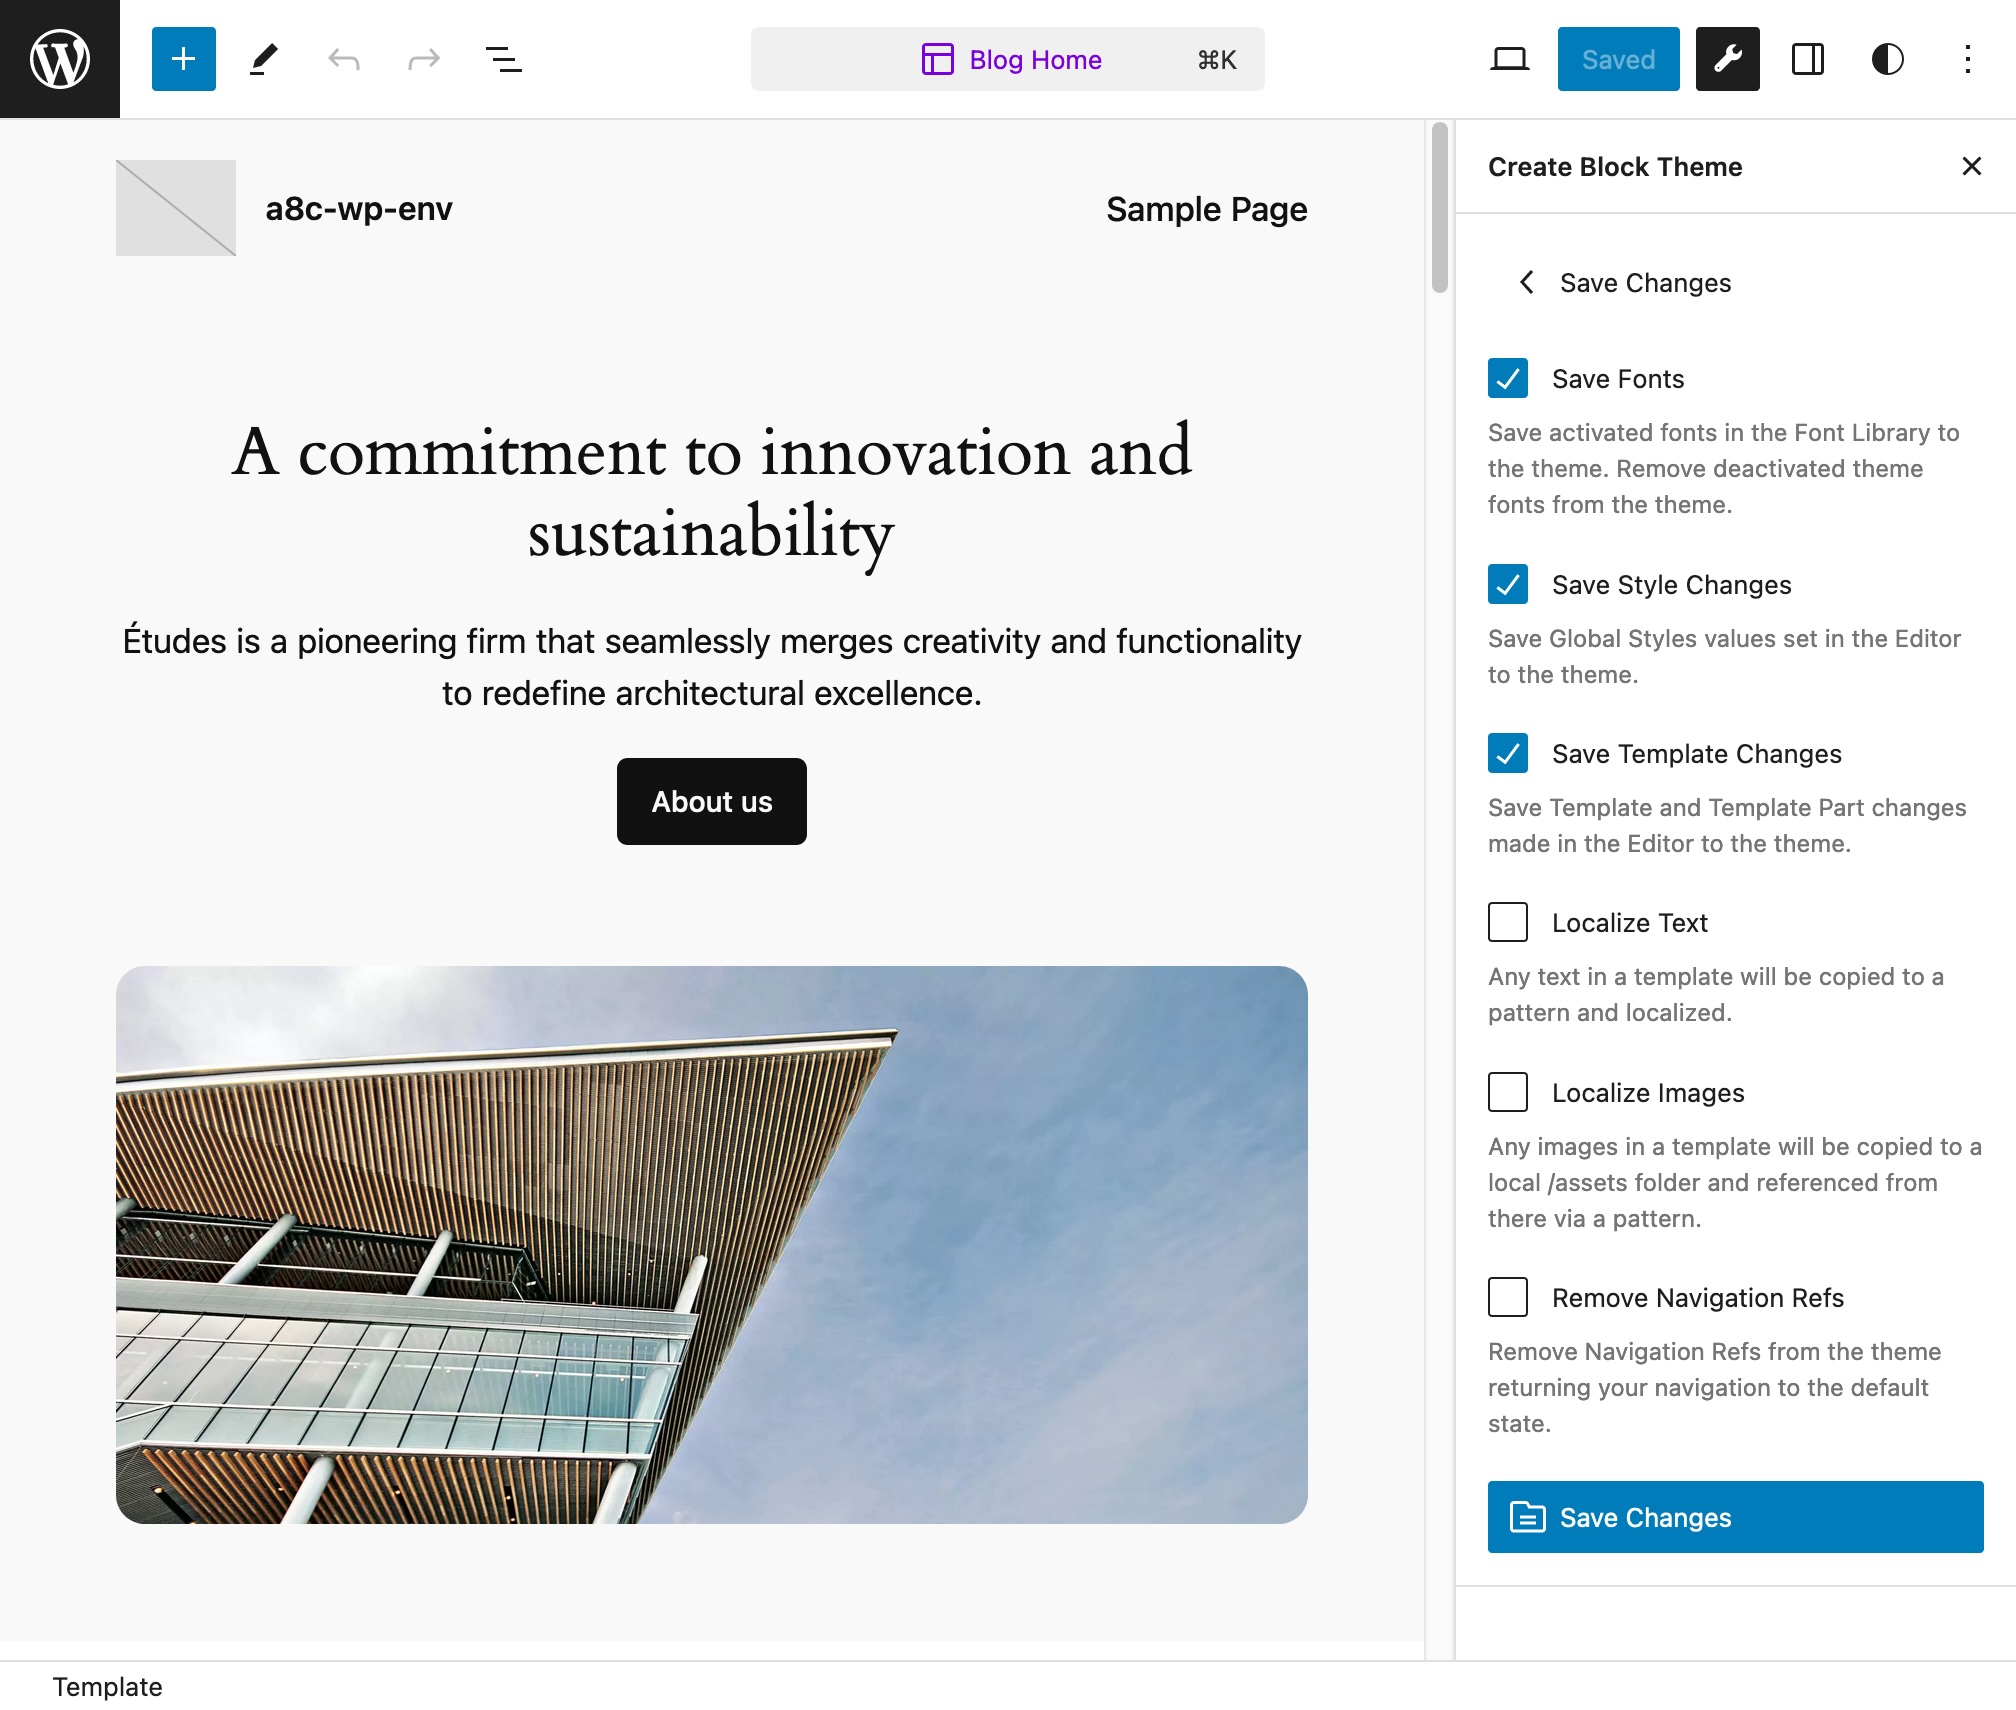 Blog Home
⌘K
Saved
a8c-wp-env
Sample Page
A commitment to innovation and
sustainability
Études is a pioneering firm that seamlessly merges creativity and functionality
to redefine architectural excellence.
About us
Create Block Theme
Save Changes
Save Fonts
Save activated fonts in the Font Library to
the theme. Remove deactivated theme
fonts from the theme.
Save Style Changes
Save Global Styles values set in the Editor
to the theme.
Save Template Changes
Save Template and Template Part changes
made in the Editor to the theme.
Localize Text
Any text in a template will be copied to a
pattern and localized.
Localize Images
Any images in a template will be copied to a
local /assets folder and referenced from
there via a pattern.
Remove Navigation Refs
Remove Navigation Refs from the theme
returning your navigation to the default
state.
Save Changes
Template